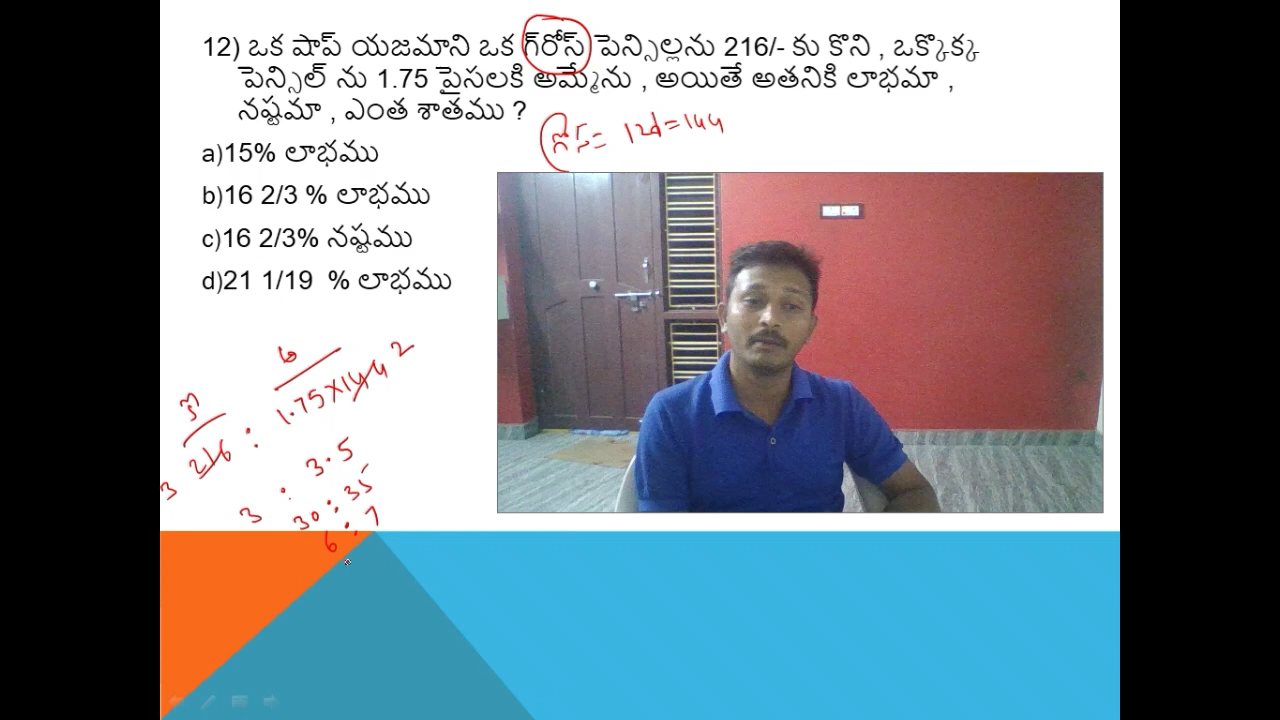 12) ఒక షాప్ యజమాని ఒక గ్‌రోస్ పెన్సిల్లను 216/- కు కొని , ఒక్కొక్క
పెన్సిల్ ను 1.75 పైసలకి అమ్మేను , అయితే అతనికి లాభమా ,
నష్టమా , ఎంత శాతము ?
గ్రోస్ = 12d = 144
a)15% లాభము
b)16 2/3 % లాభము
c)16 2/3% నష్టము
d)21 1/19 % లాభము
216 : 1.75×144 2
3 : 3.5
30 : 35
6 : 7